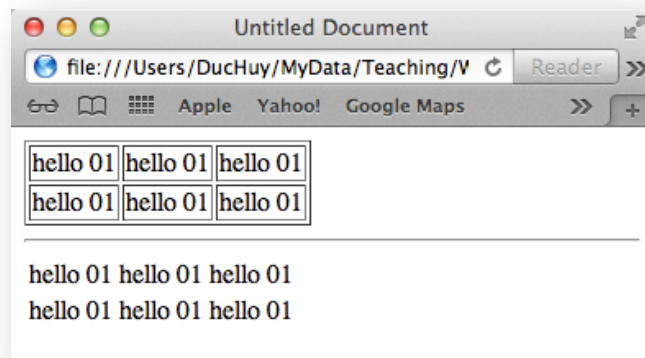 Untitled Document
file:///Users/DucHuy/MyData/Teaching/W Reader
Apple Yahoo! Google Maps
hello 01 hello 01 hello 01
hello 01 hello 01 hello 01
hello 01 hello 01 hello 01
hello 01 hello 01 hello 01